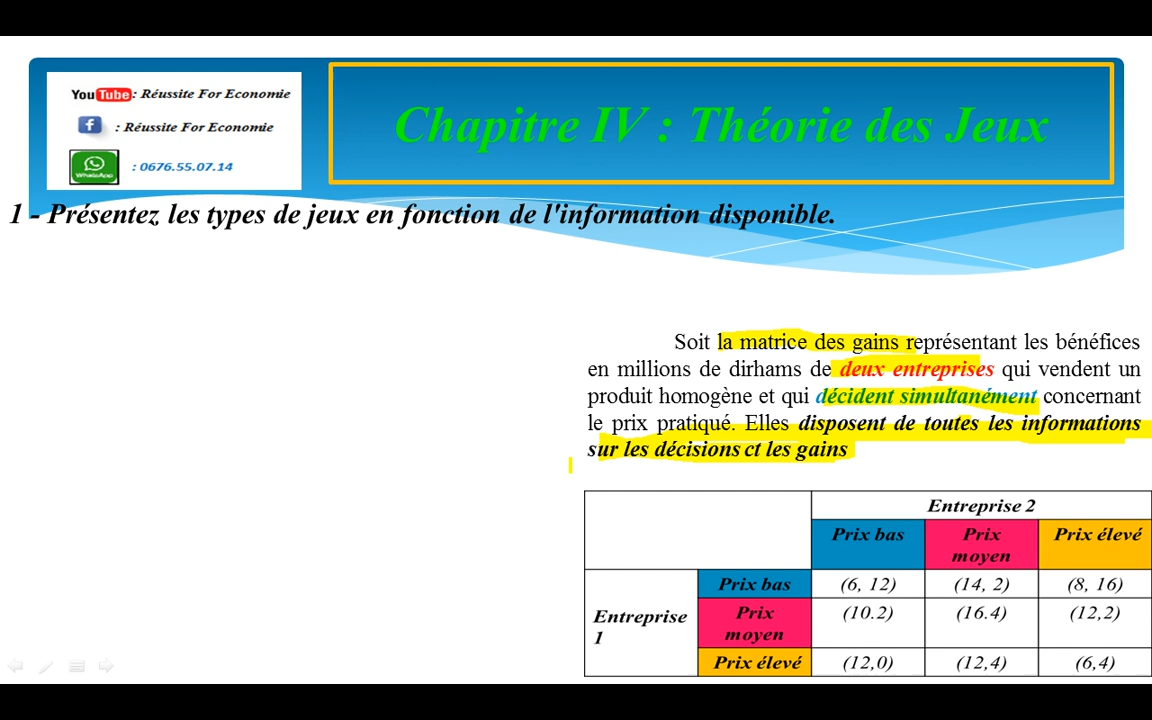 YouTube : Réussite For Economie
f : Réussite For Economie
WhatsApp : 0676.55.07.14
Chapitre IV : Théorie des Jeux
1 - Présentez les types de jeux en fonction de l'information disponible.
Soit la matrice des gains représentant les bénéfices
en millions de dirhams de deux entreprises qui vendent un
produit homogène et qui décident simultanément concernant
le prix pratiqué. Elles disposent de toutes les informations
sur les décisions ct les gains
Entreprise 2
Prix bas Prix moyen Prix élevé
Entreprise 1
Prix bas (6, 12) (14, 2) (8, 16)
Prix moyen (10.2) (16.4) (12,2)
Prix élevé (12,0) (12,4) (6,4)